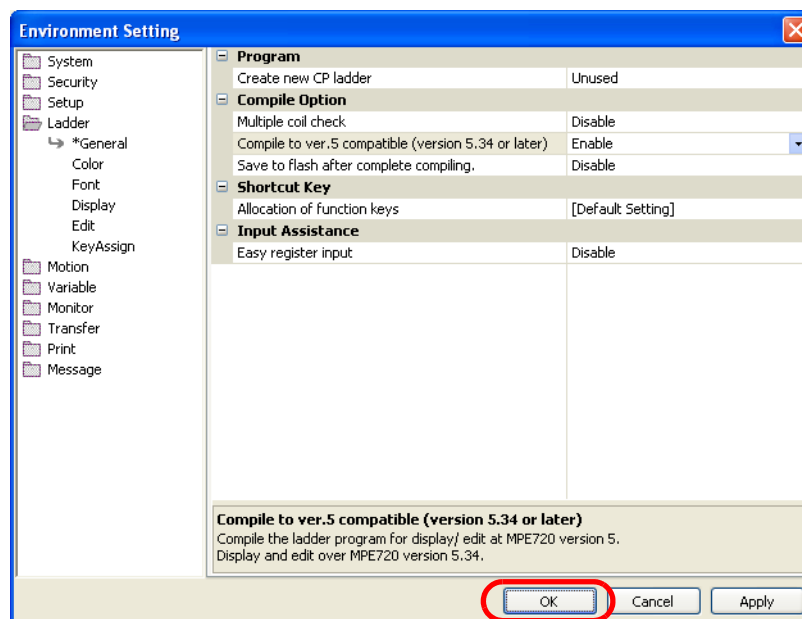 Environment Setting
System
Security
Setup
Ladder
*General
Color
Font
Display
Edit
KeyAssign
Motion
Variable
Monitor
Transfer
Print
Message
Program
Create new CP ladder Unused
Compile Option
Multiple coil check Disable
Compile to ver.5 compatible (version 5.34 or later) Enable
Save to flash after complete compiling. Disable
Shortcut Key
Allocation of function keys [Default Setting]
Input Assistance
Easy register input Disable
Compile to ver.5 compatible (version 5.34 or later)
Compile the ladder program for display/ edit at MPE720 version 5.
Display and edit over MPE720 version 5.34.
OK Cancel Apply